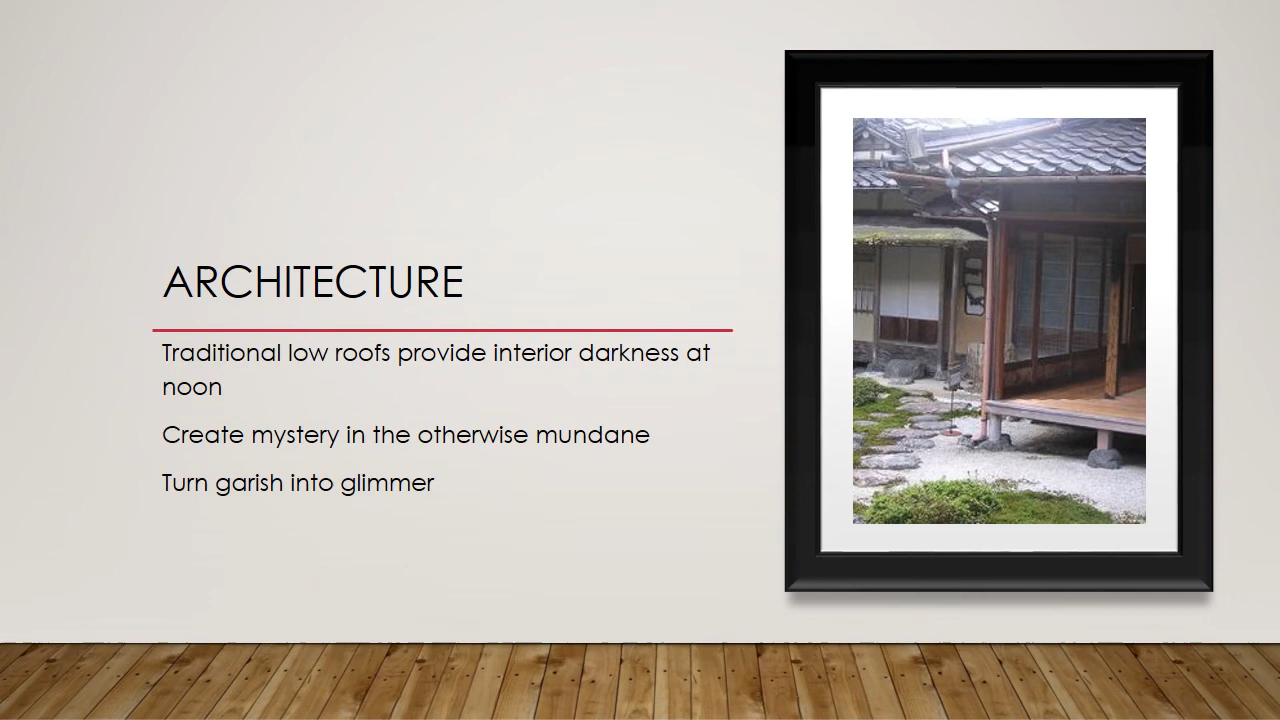 ARCHITECTURE
Traditional low roofs provide interior darkness at
noon
Create mystery in the otherwise mundane
Turn garish into glimmer